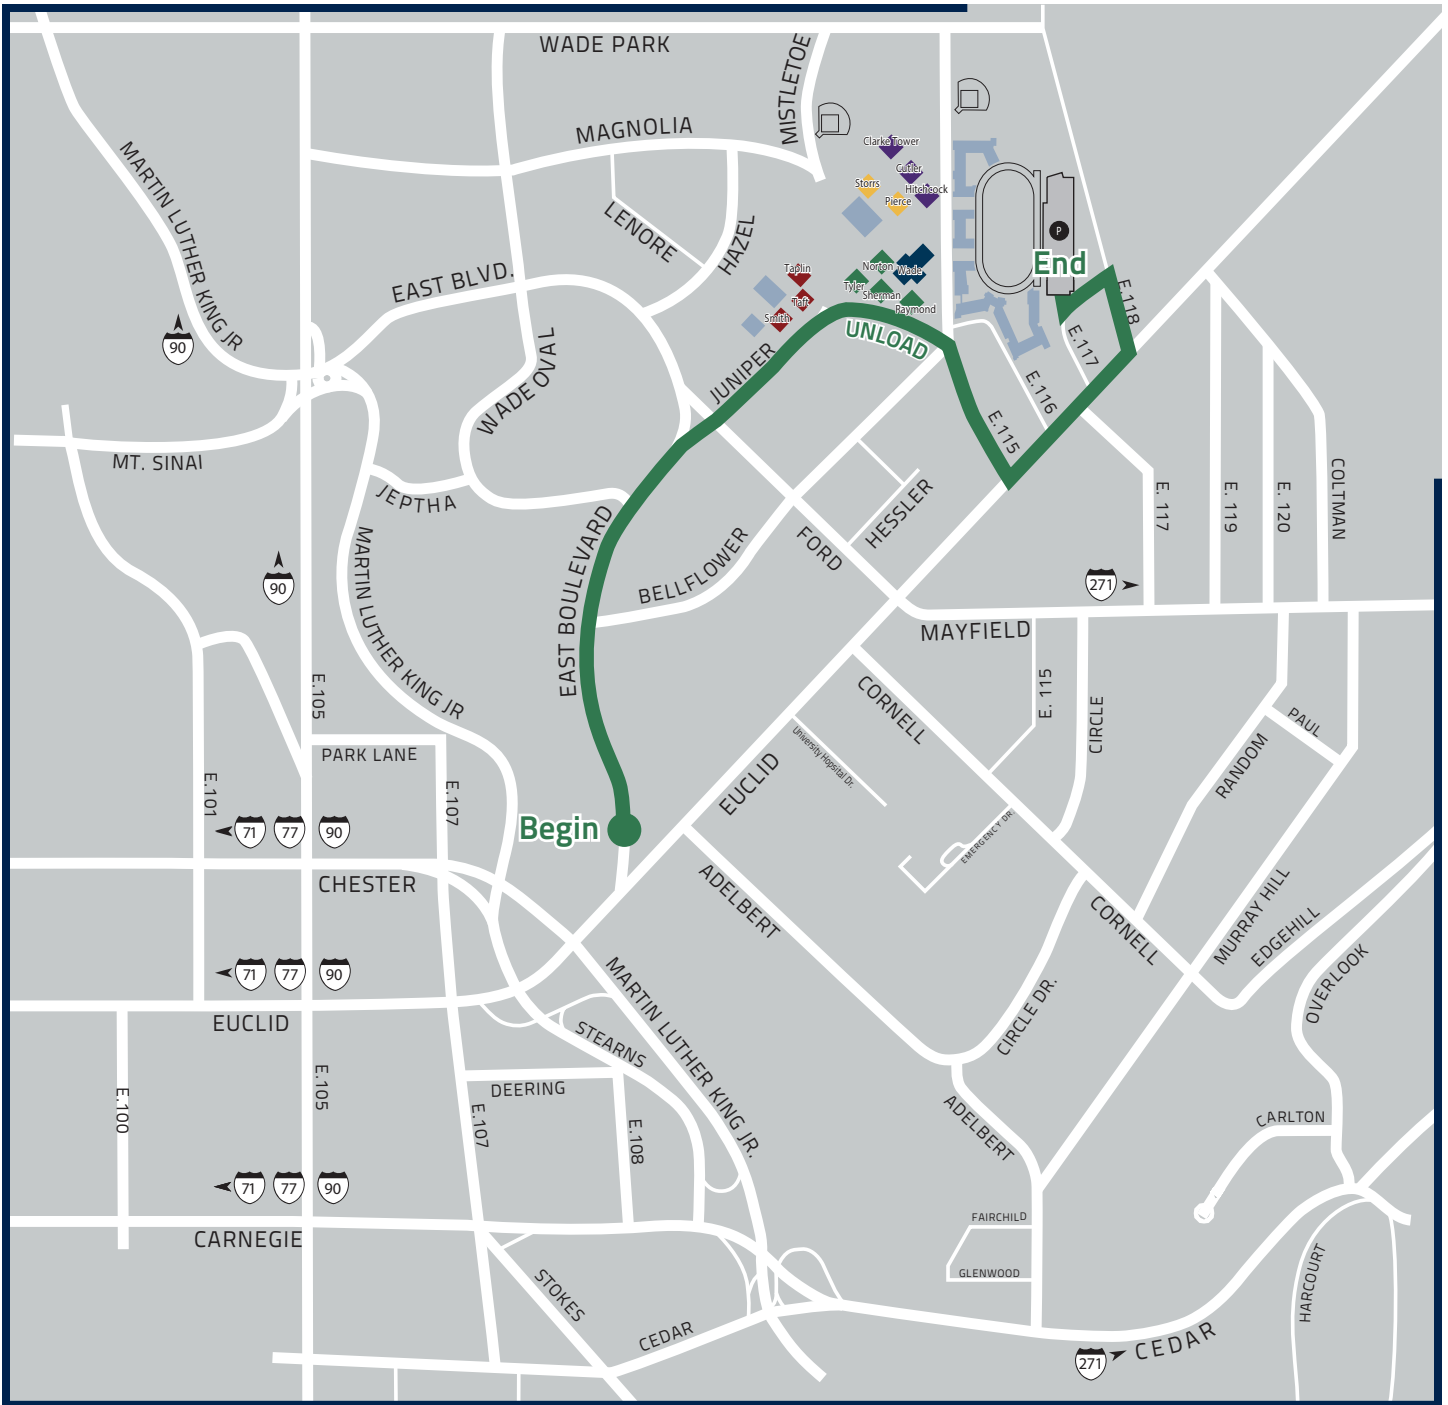 WADE PARK
MISTLETOE
MAGNOLIA
MARTIN LUTHER KING JR
Clarke Tower
Cutler
Storrs
Hitchcock
Pierce
LENORE
HAZEL
P
EAST BLVD.
Norton
Wade
Taplin
Tyler
Sherman
Taft
Raymond
Smith
End
E.118
UNLOAD
E.117
90
JUNIPER
WADE OVAL
E.116
E.115
MT. SINAI
JEPTHA
HESSLER
E. 117
E. 119
E. 120
COLTMAN
FORD
EAST BOULEVARD
BELLFLOWER
MARTIN LUTHER KING JR
90
271
MAYFIELD
E.105
CORNELL
E. 115
CIRCLE
PAUL
RANDOM
PARK LANE
University Hopsital Dr.
EUCLID
E.101
E.107
71
77
90
Begin
EMERGENCY DR.
CHESTER
ADELBERT
CORNELL
MURRAY HILL
EDGEHILL
OVERLOOK
71
77
90
MARTIN LUTHER KING JR.
CIRCLE DR.
EUCLID
STEARNS
E.105
E.100
DEERING
E.107
E.108
ADELBERT
CARLTON
71
77
90
FAIRCHILD
CARNEGIE
GLENWOOD
HARCOURT
STOKES
CEDAR
CEDAR
271